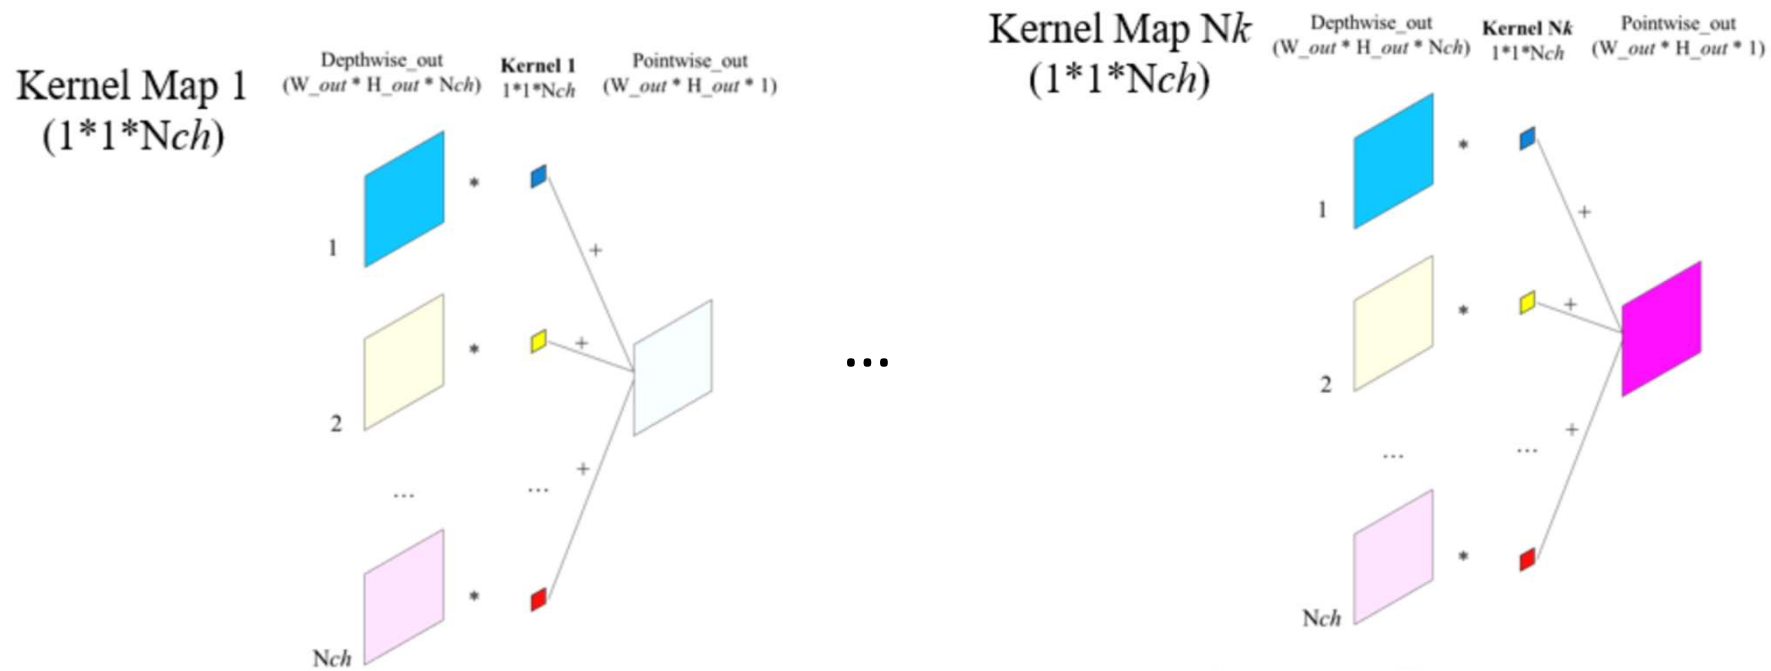 Kernel Map 1
(1*1*Nch)
Depthwise_out
(W_out * H_out * Nch)
Kernel 1
1*1*Nch
Pointwise_out
(W_out * H_out * 1)
1
*
+
2
*
+
...
...
+
Nch
*
...
Kernel Map Nk
(1*1*Nch)
Depthwise_out
(W_out * H_out * Nch)
Kernel Nk
1*1*Nch
Pointwise_out
(W_out * H_out * 1)
1
*
+
2
*
+
...
...
+
Nch
*